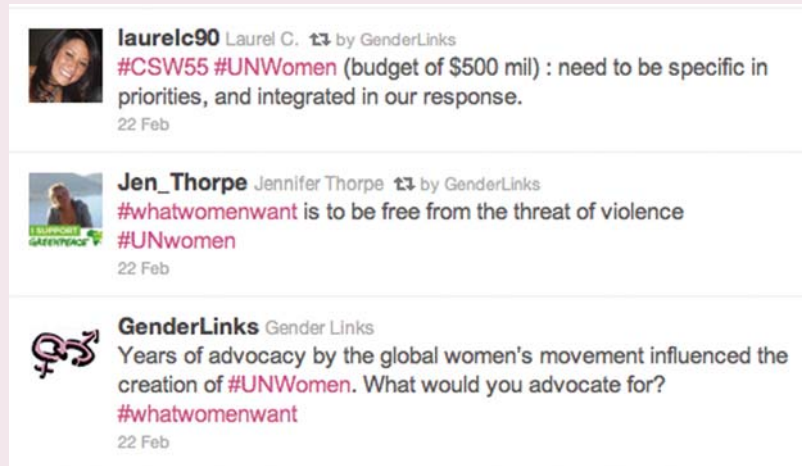 laurelc90 Laurel C. by GenderLinks
#CSW55 #UNWomen (budget of $500 mil) : need to be specific in
priorities, and integrated in our response.
22 Feb
Jen_Thorpe Jennifer Thorpe by GenderLinks
#whatwomenwant is to be free from the threat of violence
#UNwomen
I SUPPORT
GREENPEACE
22 Feb
GenderLinks Gender Links
Years of advocacy by the global women's movement influenced the
creation of #UNWomen. What would you advocate for?
#whatwomenwant
22 Feb